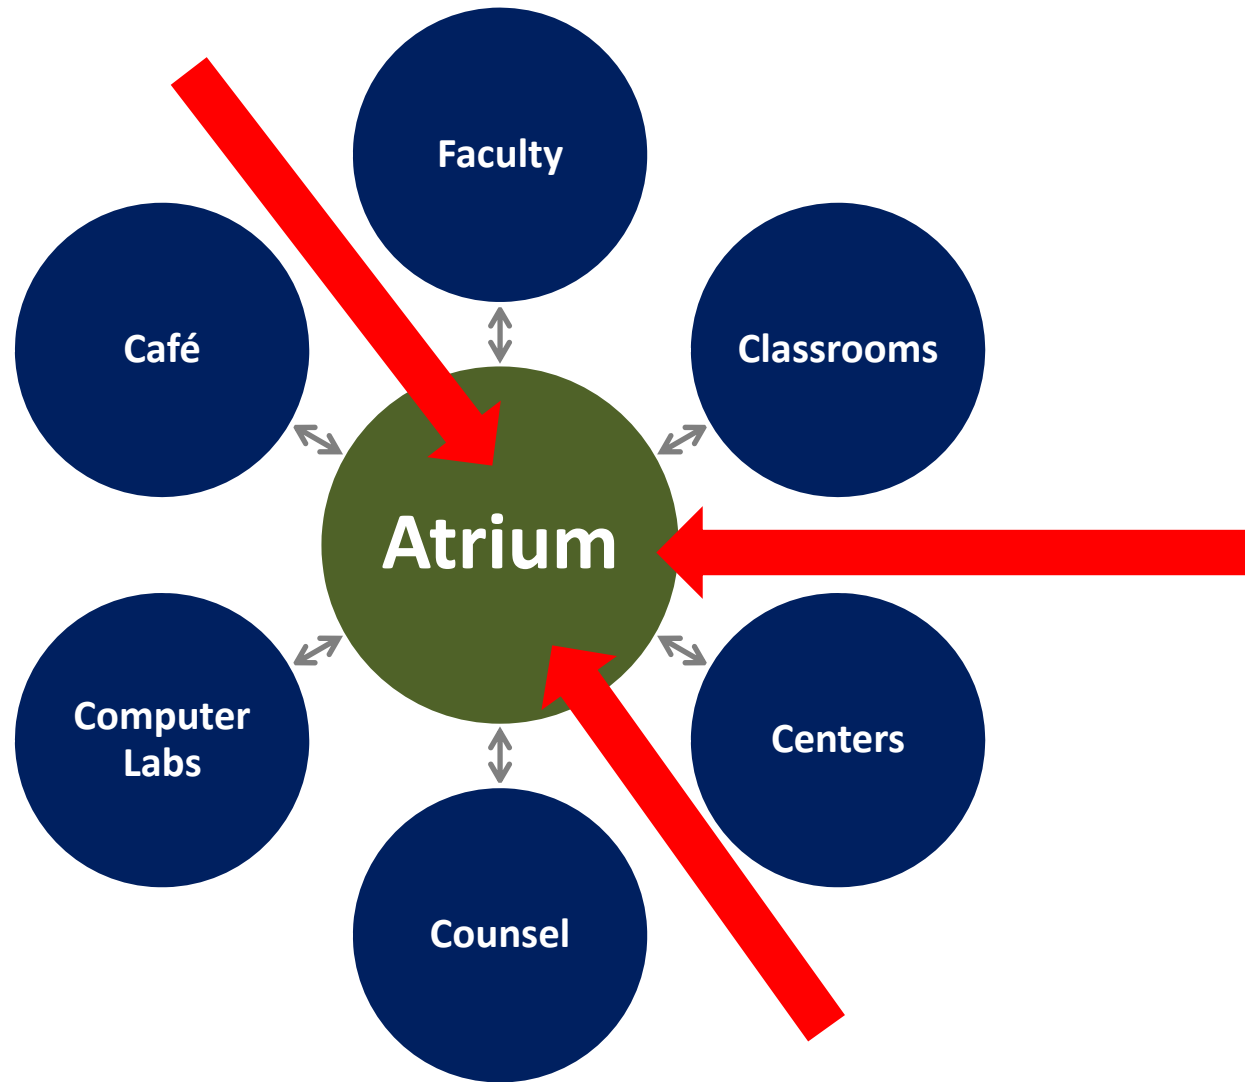 Faculty
Café
Classrooms
Atrium
Computer
Labs
Centers
Counsel